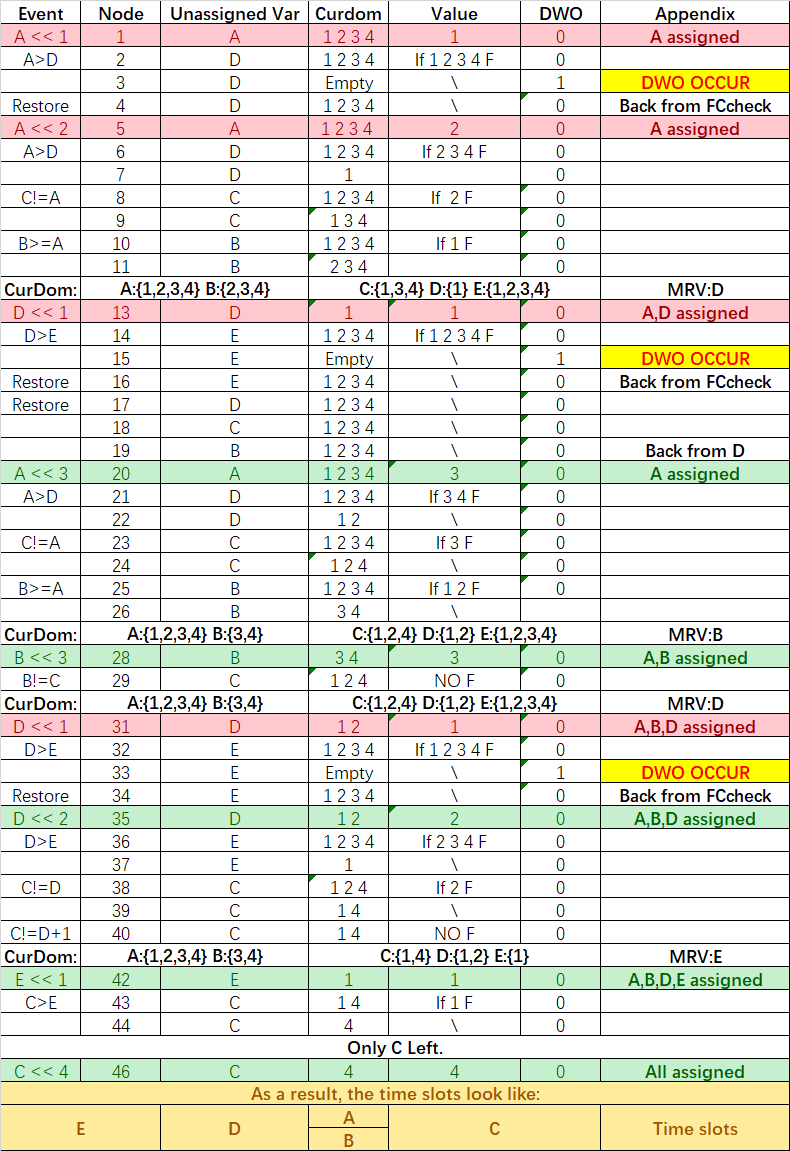 Event Node Unassigned Var Curdom Value DWO Appendix
A << 1 1 A 1 2 3 4 1 0 A assigned
A>D 2 D 1 2 3 4 If 1 2 3 4 F 0
3 D Empty \ 1 DWO OCCUR
Restore 4 D 1 2 3 4 \ 0 Back from FCcheck
A << 2 5 A 1 2 3 4 2 0 A assigned
A>D 6 D 1 2 3 4 If 2 3 4 F 0
7 D 1 0
C!=A 8 C 1 2 3 4 If 2 F 0
9 C 1 3 4 0
B>=A 10 B 1 2 3 4 If 1 F 0
11 B 2 3 4 0
CurDom: A:{1,2,3,4} B:{2,3,4} C:{1,3,4} D:{1} E:{1,2,3,4} MRV:D
D << 1 13 D 1 1 0 A,D assigned
D>E 14 E 1 2 3 4 If 1 2 3 4 F 0
15 E Empty \ 1 DWO OCCUR
Restore 16 E 1 2 3 4 \ 0 Back from FCcheck
Restore 17 D 1 2 3 4 \ 0
18 C 1 2 3 4 \ 0
19 B 1 2 3 4 \ 0 Back from D
A << 3 20 A 1 2 3 4 3 0 A assigned
A>D 21 D 1 2 3 4 If 3 4 F 0
22 D 1 2 \ 0
C!=A 23 C 1 2 3 4 If 3 F 0
24 C 1 2 4 \ 0
B>=A 25 B 1 2 3 4 If 1 2 F 0
26 B 3 4 \
CurDom: A:{1,2,3,4} B:{3,4} C:{1,2,4} D:{1,2} E:{1,2,3,4} MRV:B
B << 3 28 B 3 4 3 0 A,B assigned
B!=C 29 C 1 2 4 NO F 0
CurDom: A:{1,2,3,4} B:{3,4} C:{1,2,4} D:{1,2} E:{1,2,3,4} MRV:D
D << 1 31 D 1 2 1 0 A,B,D assigned
D>E 32 E 1 2 3 4 If 1 2 3 4 F 0
33 E Empty \ 1 DWO OCCUR
Restore 34 E 1 2 3 4 \ 0 Back from FCcheck
D << 2 35 D 1 2 2 0 A,B,D assigned
D>E 36 E 1 2 3 4 If 2 3 4 F 0
37 E 1 \ 0
C!=D 38 C 1 2 4 If 2 F 0
39 C 1 4 \ 0
C!=D+1 40 C 1 4 NO F 0
CurDom: A:{1,2,3,4} B:{3,4} C:{1,4} D:{1,2} E:{1} MRV:E
E << 1 42 E 1 1 0 A,B,D,E assigned
C>E 43 C 1 4 If 1 F 0
44 C 4 \ 0
Only C Left.
C << 4 46 C 4 4 0 All assigned
As a result, the time slots look like:
E D A B C Time slots